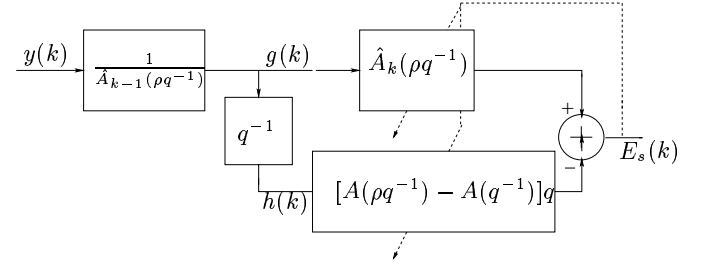 y(k)
1 / Â_{k−1}(ρq^{−1})
g(k)
Â_k(ρq^{−1})
q^{−1}
+
+
E_s(k)
−
h(k)
[A(ρq^{−1}) − A(q^{−1})]q